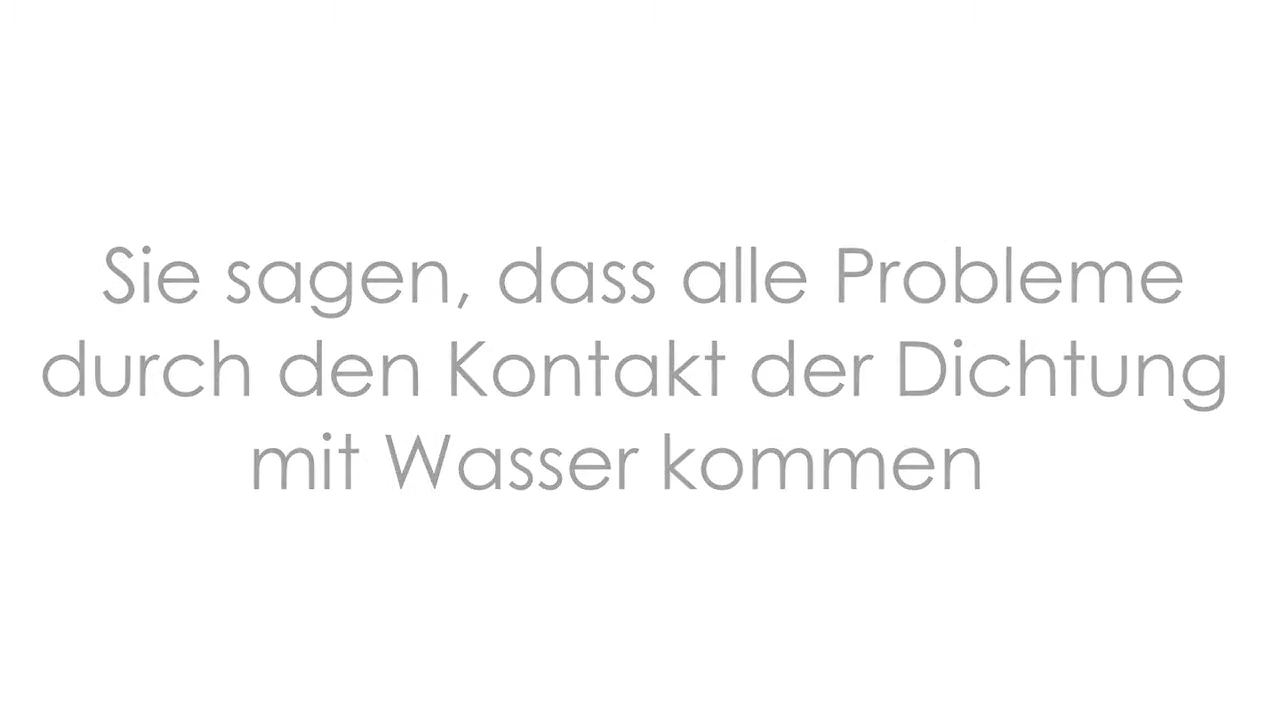 Sie sagen, dass alle Probleme
durch den Kontakt der Dichtung
mit Wasser kommen